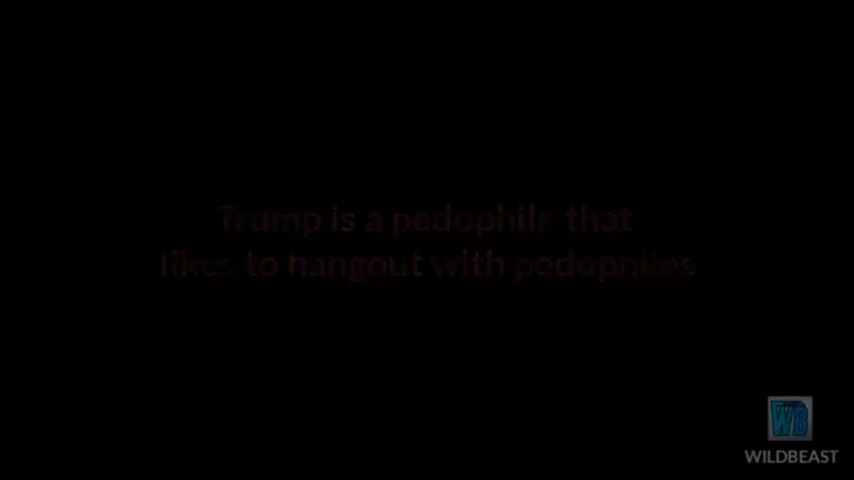 Trump is a pedophile that
likes to hangout with pedophiles
WB
WILDBEAST